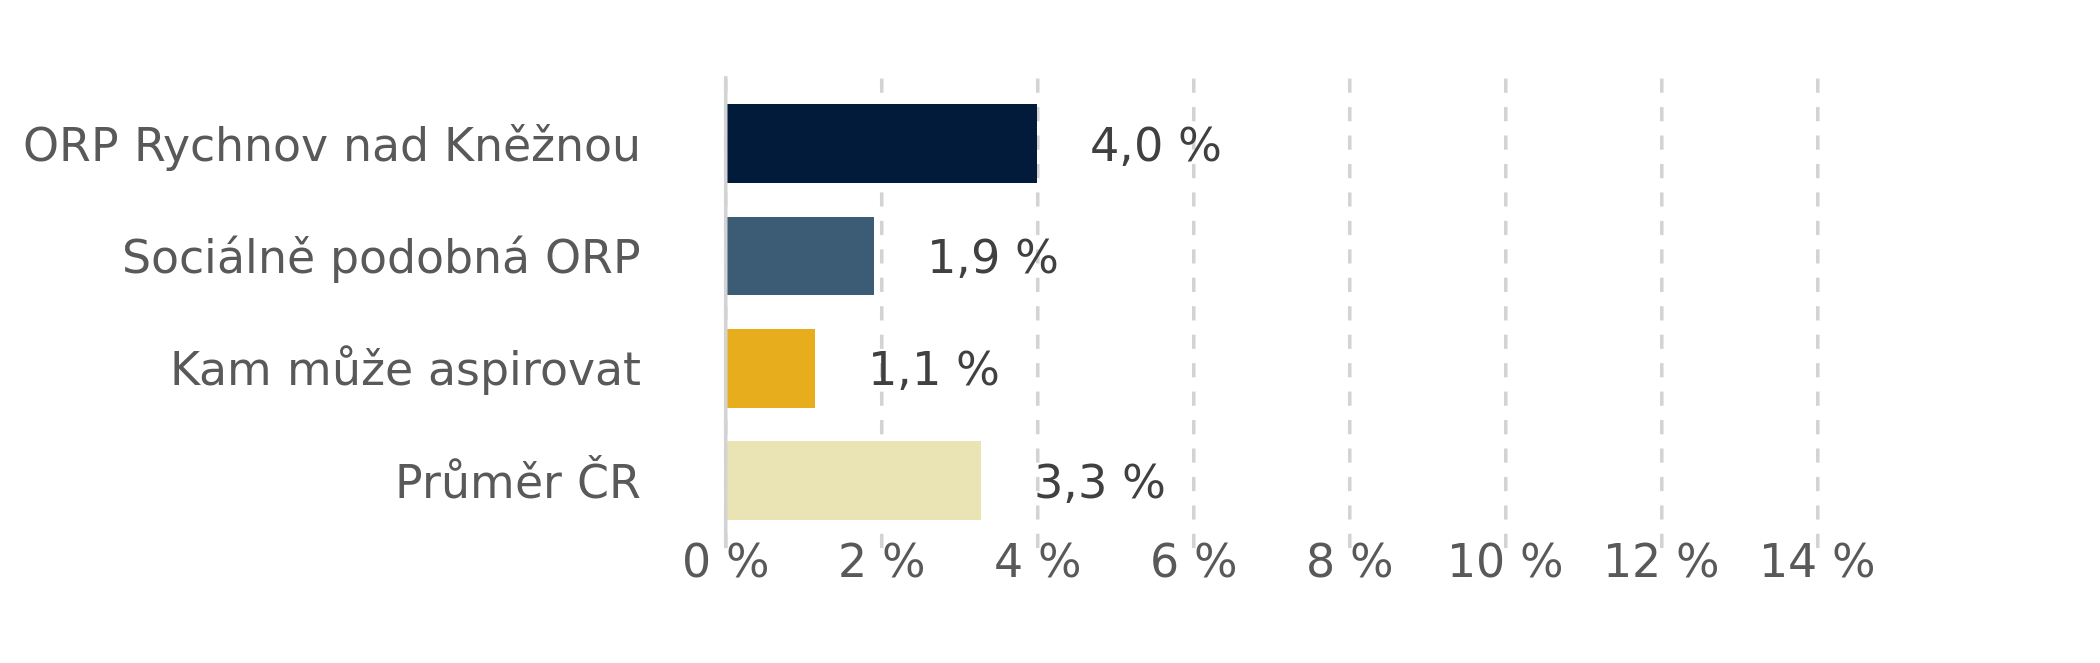 ORP Rychnov nad Kněžnou 4,0 %
Sociálně podobná ORP 1,9 %
Kam může aspirovat 1,1 %
Průměr ČR 3,3 %
0 % 2 % 4 % 6 % 8 % 10 % 12 % 14 %